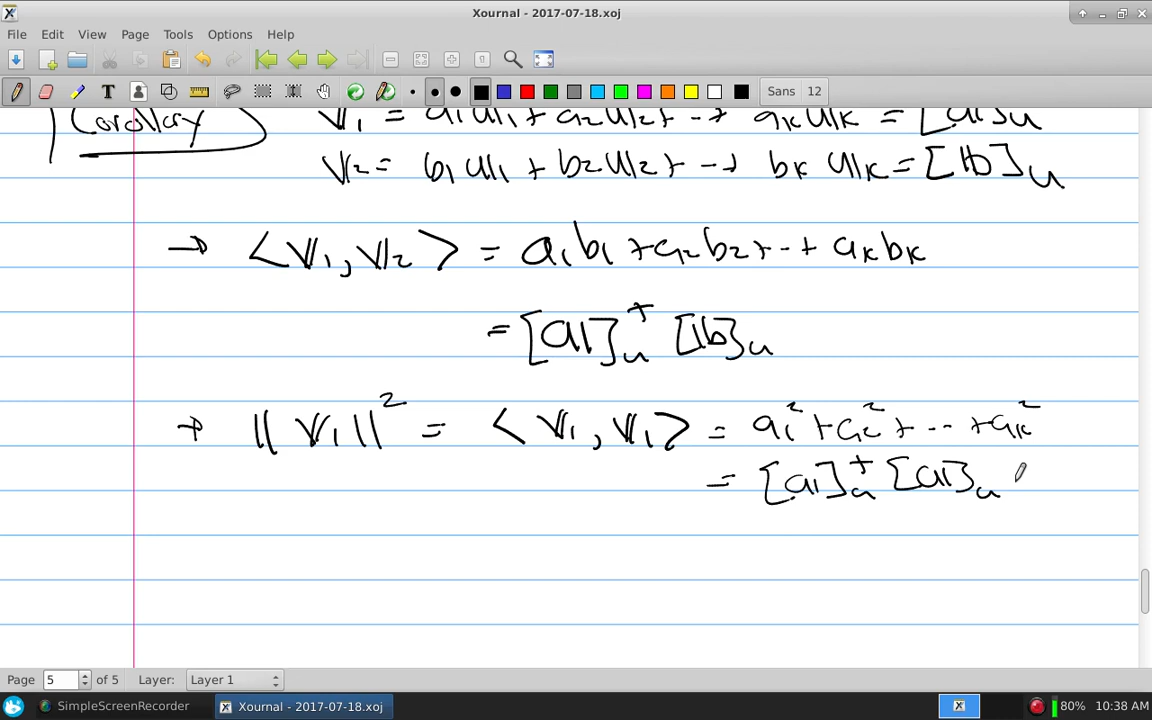 Xournal - 2017-07-18.xoj
File Edit View Page Tools Options Help
Sans 12
Corollary 𝕍₁ = a₁𝕦₁ + a₂𝕦₂ + --+ aₖ𝕦ₖ = [𝕒]ᵤ
𝕍₂ = b₁𝕦₁ + b₂𝕦₂ + --+ bₖ 𝕦ₖ = [𝕓]ᵤ
→ <𝕍₁, 𝕍₂> = a₁b₁ + a₂b₂ + --+ aₖbₖ
= [𝕒]ᵤᵗ [𝕓]ᵤ
→ ||𝕍₁||² = <𝕍₁, 𝕍₁> = a₁² + a₂² + --- + aₖ²
= [𝕒]ᵤᵗ [𝕒]ᵤ
Page 5 of 5 Layer: Layer 1
SimpleScreenRecorder Xournal - 2017-07-18.xoj 80% 10:38 AM